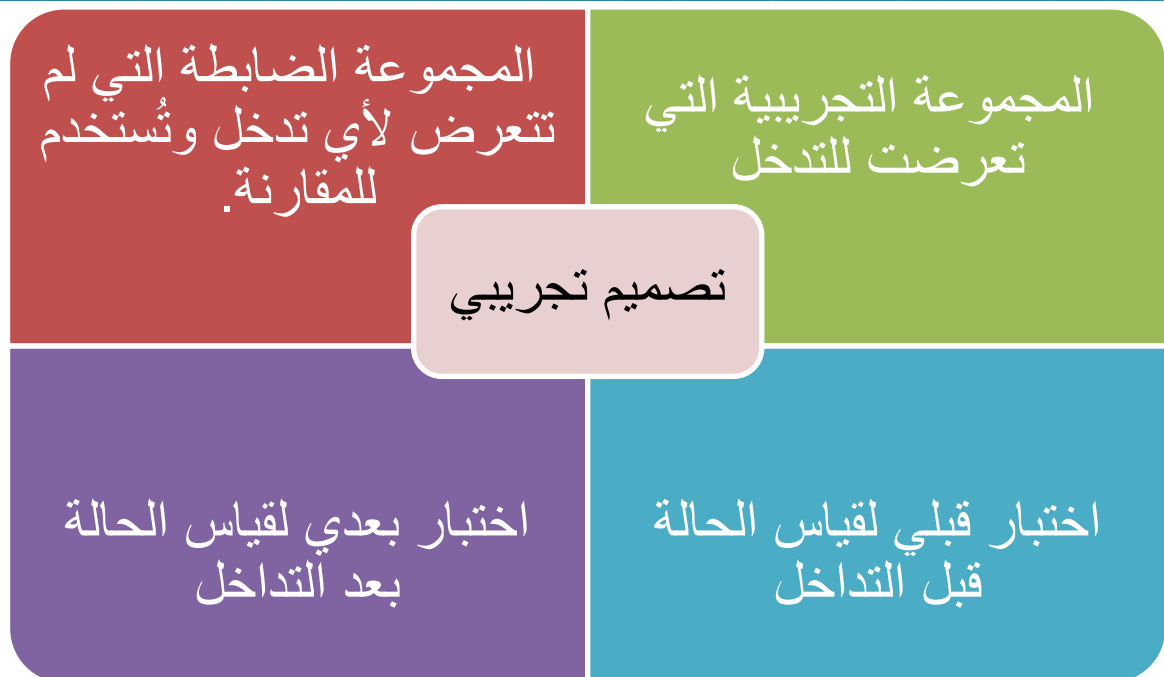 المجموعة التجريبية التي
تعرضت للتدخل
المجموعة الضابطة التي لم
تتعرض لأي تدخل وتُستخدم
للمقارنة.
تصميم تجريبي
اختبار قبلي لقياس الحالة
قبل التداخل
اختبار بعدي لقياس الحالة
بعد التداخل